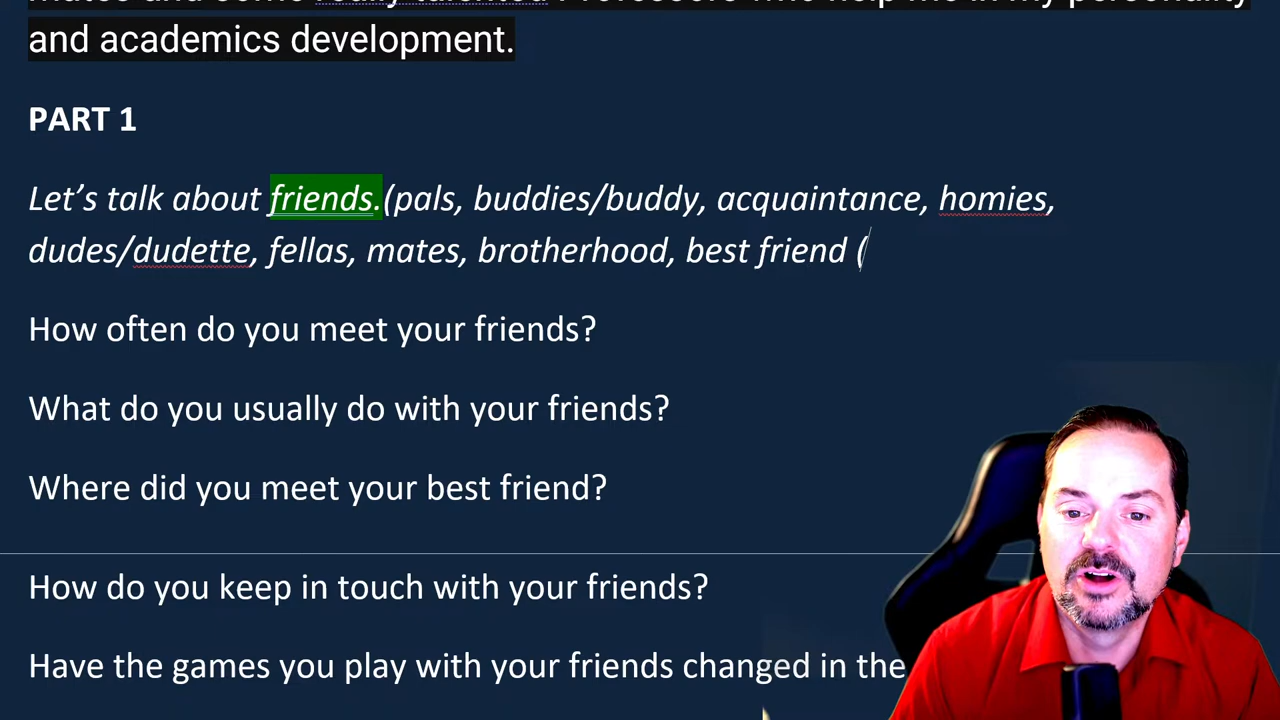 and academics development.
PART 1
Let's talk about friends.(pals, buddies/buddy, acquaintance, homies,
dudes/dudette, fellas, mates, brotherhood, best friend (
How often do you meet your friends?
What do you usually do with your friends?
Where did you meet your best friend?
How do you keep in touch with your friends?
Have the games you play with your friends changed in the